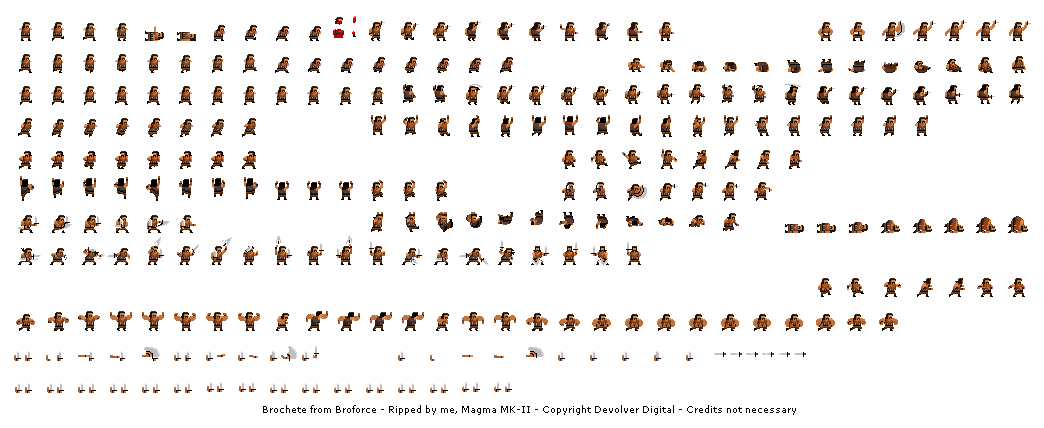 Brochete from Broforce - Ripped by me, Magma MK-II - Copyright Devolver Digital - Credits not necessary